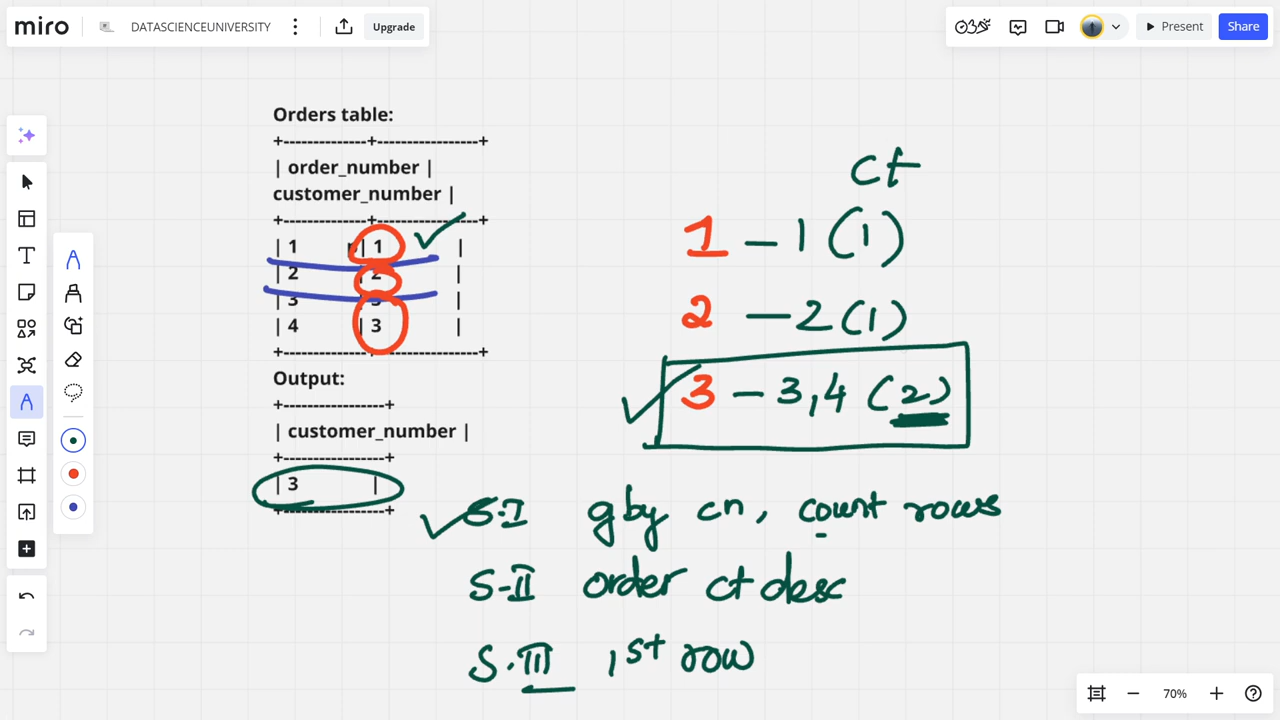 miro DATASCIENCEUNIVERSITY Upgrade
Present Share
Orders table:
+--------------+-----------------+
| order_number |
customer_number |
+--------------+-----------------+
| 1 | 1 |
| 2 | 2 |
| 3 | 3 |
| 4 | 3 |
+--------------+-----------------+
Output:
+-----------------+
| customer_number |
+-----------------+
| 3 |
+-----------------+
ct
1 - 1 (1)
2 - 2 (1)
3 - 3,4 (2)
S-I g by cn, count rows
S-II order ct desc
S.III 1st row
70%